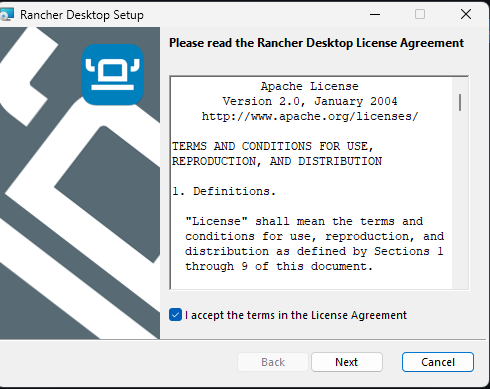 Rancher Desktop Setup
Please read the Rancher Desktop License Agreement
Apache License
Version 2.0, January 2004
http://www.apache.org/licenses/
TERMS AND CONDITIONS FOR USE,
REPRODUCTION, AND DISTRIBUTION
1. Definitions.
"License" shall mean the terms and
conditions for use, reproduction, and
distribution as defined by Sections 1
through 9 of this document.
I accept the terms in the License Agreement
Back Next Cancel